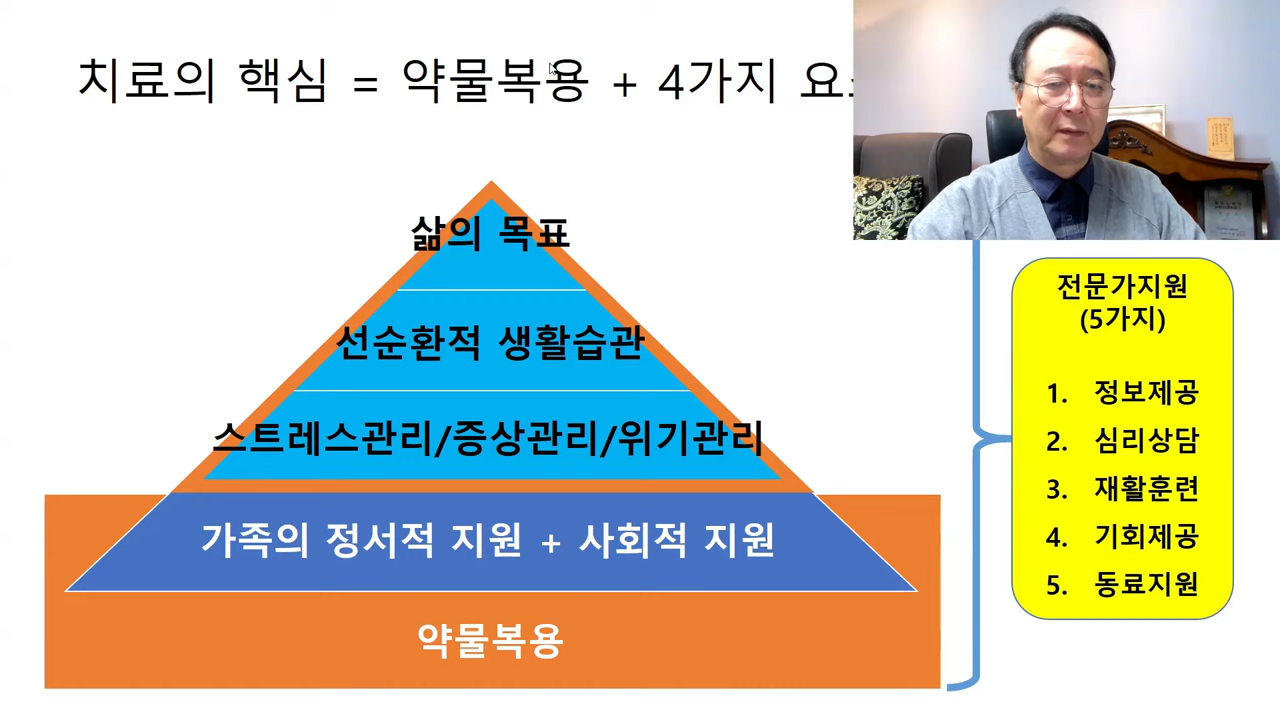 치료의 핵심 = 약물복용 + 4가지
삶의 목표
선순환적 생활습관
스트레스관리/증상관리/위기관리
가족의 정서적 지원 + 사회적 지원
약물복용
전문가지원
(5가지)
1. 정보제공
2. 심리상담
3. 재활훈련
4. 기회제공
5. 동료지원